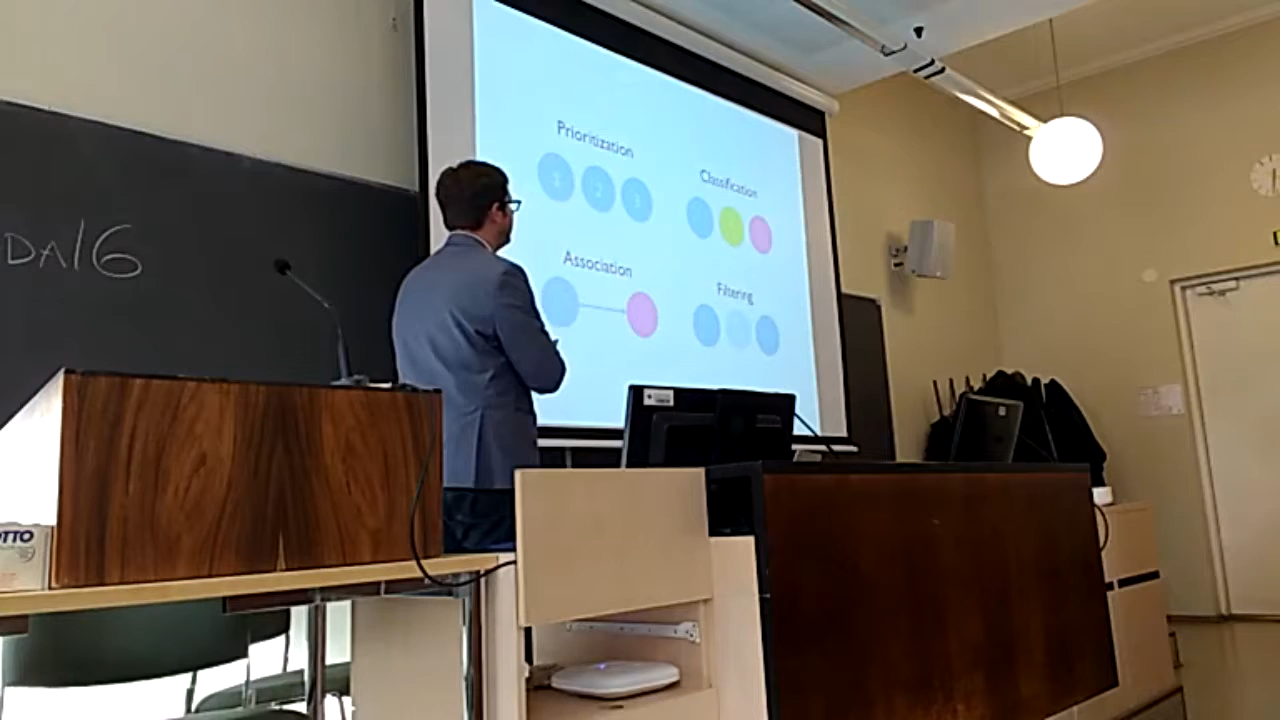 DA16
Prioritization
1 2 3
Classification
Association
Filtering
OTTO